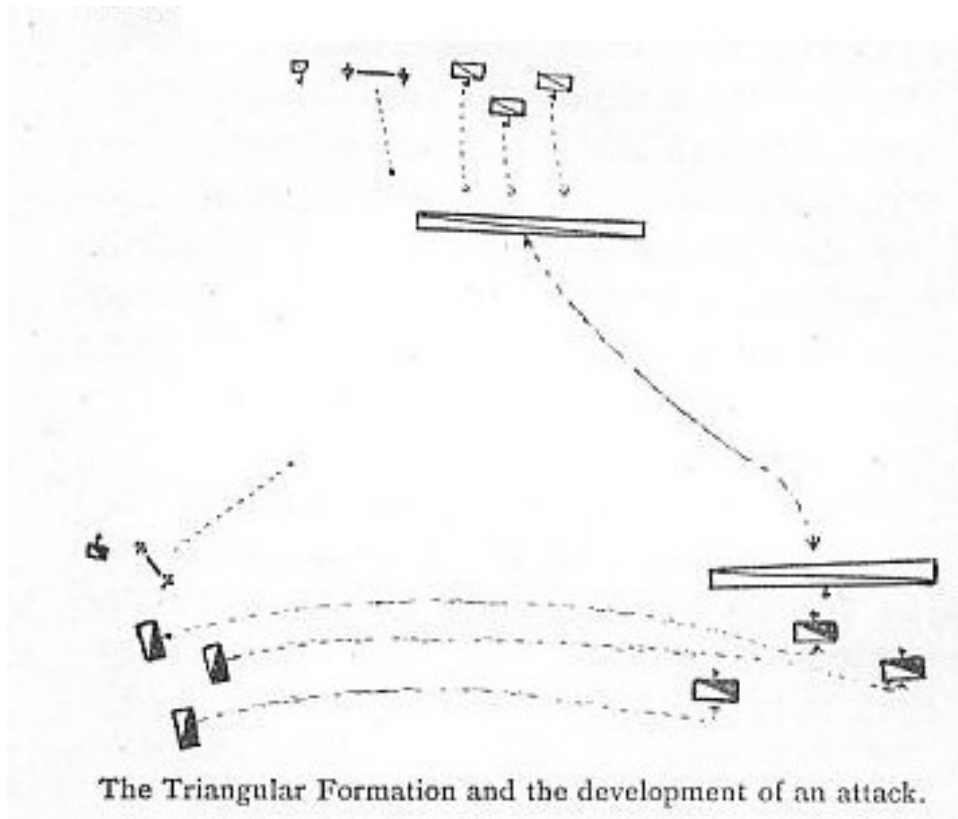 The Triangular Formation and the development of an attack.